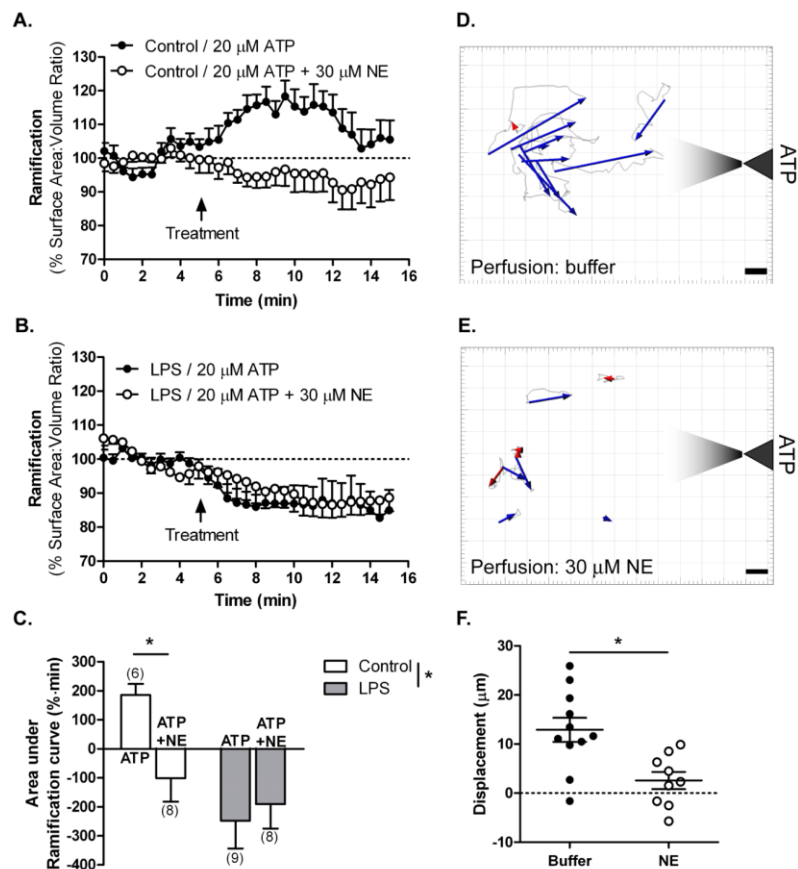 A.
Control / 20 μM ATP
Control / 20 μM ATP + 30 μM NE
Ramification
(% Surface Area:Volume Ratio)
130
120
110
100
90
80
70
Treatment
0 2 4 6 8 10 12 14 16
Time (min)
B.
LPS / 20 μM ATP
LPS / 20 μM ATP + 30 μM NE
Ramification
(% Surface Area:Volume Ratio)
130
120
110
100
90
80
70
Treatment
0 2 4 6 8 10 12 14 16
Time (min)
C.
*
Control
LPS
*
Area under
Ramification curve (%·min)
200
300
100
0
-100
-200
-300
-400
(6)
ATP
ATP
+NE
(8)
ATP
(9)
ATP
+NE
(8)
D.
ATP
Perfusion: buffer
E.
ATP
Perfusion: 30 μM NE
F.
*
Displacement (μm)
30
20
10
0
-10
Buffer NE